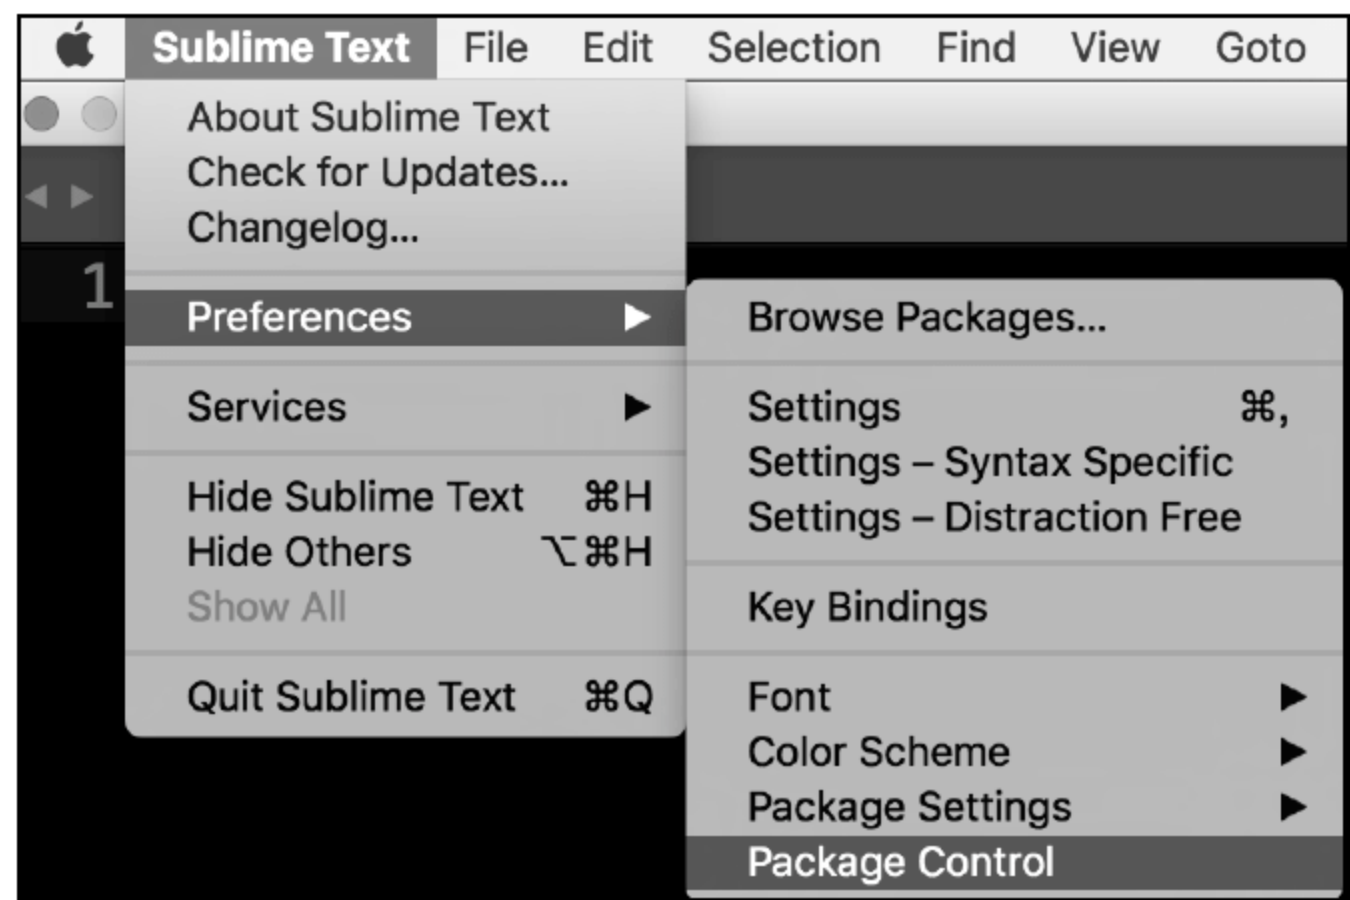 Sublime Text File Edit Selection Find View Goto
About Sublime Text
Check for Updates...
Changelog...
1
Preferences
Services
Hide Sublime Text ⌘H
Hide Others ⌥⌘H
Show All
Quit Sublime Text ⌘Q
Browse Packages...
Settings ⌘,
Settings – Syntax Specific
Settings – Distraction Free
Key Bindings
Font
Color Scheme
Package Settings
Package Control